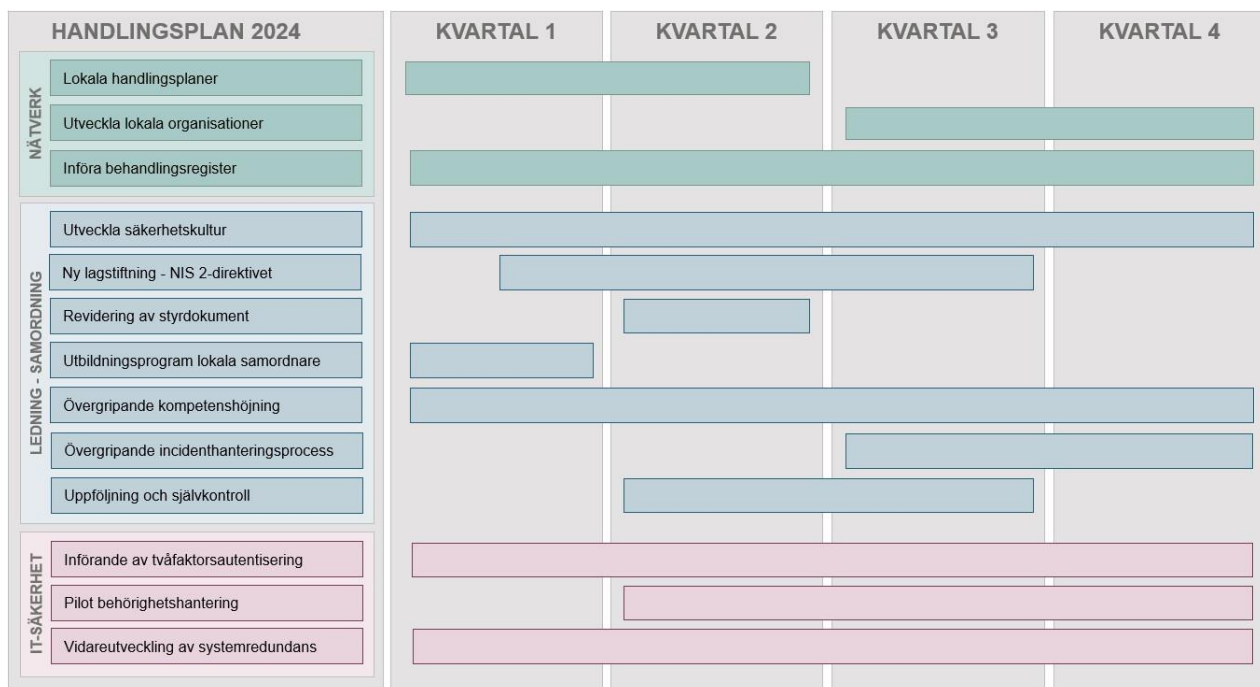 HANDLINGSPLAN 2024
KVARTAL 1
KVARTAL 2
KVARTAL 3
KVARTAL 4
NÄTVERK
Lokala handlingsplaner
Utveckla lokala organisationer
Införa behandlingsregister
LEDNING - SAMORDNING
Utveckla säkerhetskultur
Ny lagstiftning - NIS 2-direktivet
Revidering av styrdokument
Utbildningsprogram lokala samordnare
Övergripande kompetenshöjning
Övergripande incidenthanteringsprocess
Uppföljning och självkontroll
IT-SÄKERHET
Införande av tvåfaktorsautentisering
Pilot behörighetshantering
Vidareutveckling av systemredundans